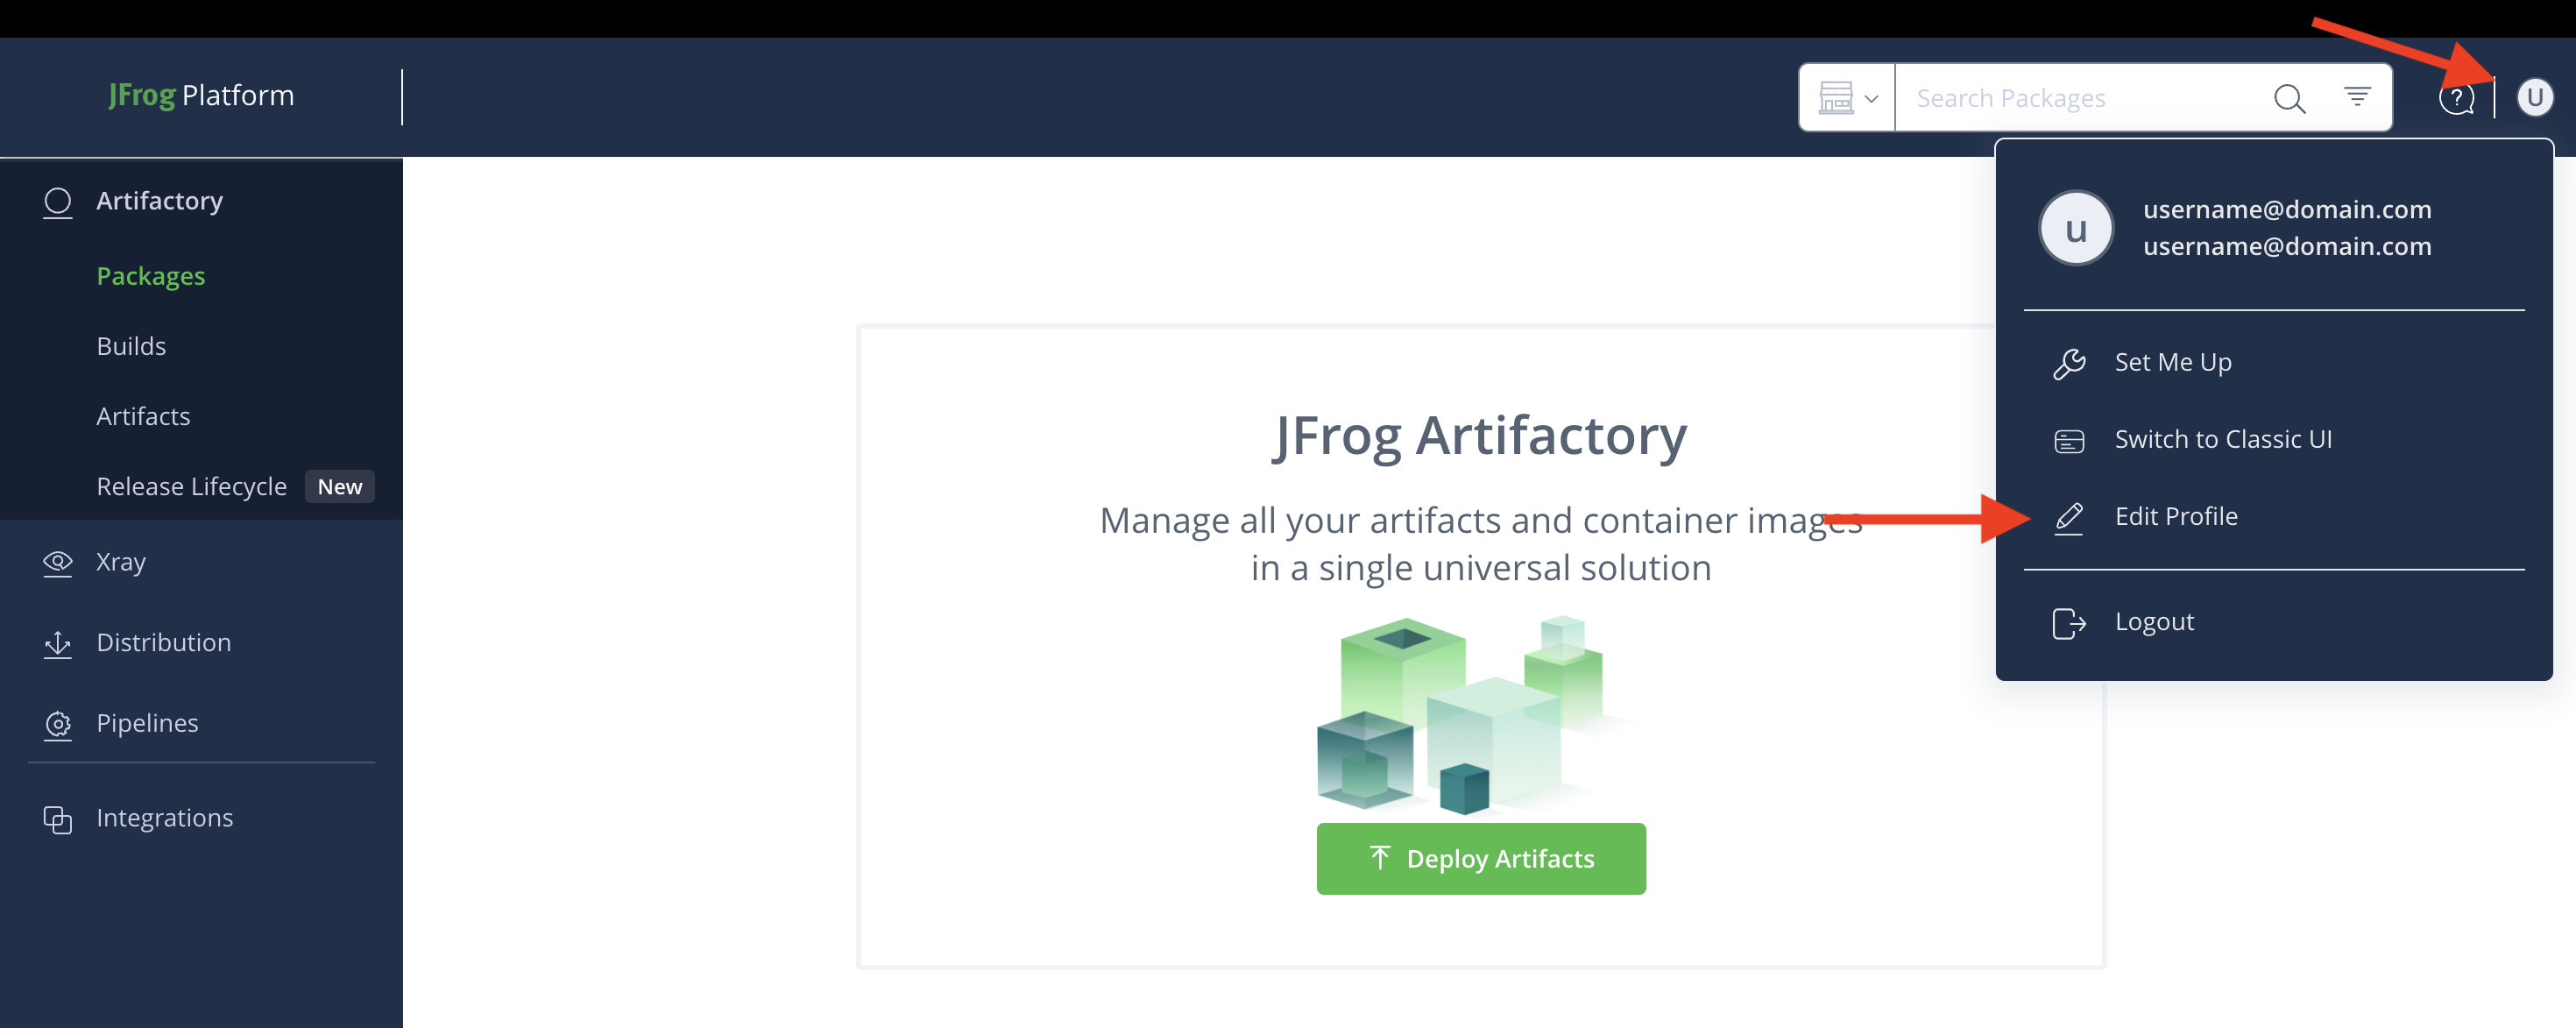 JFrog Platform
Search Packages
?
U
Artifactory
Packages
Builds
Artifacts
Release Lifecycle New
Xray
Distribution
Pipelines
Integrations
JFrog Artifactory
Manage all your artifacts and container images
in a single universal solution
Deploy Artifacts
u
username@domain.com
username@domain.com
Set Me Up
Switch to Classic UI
Edit Profile
Logout